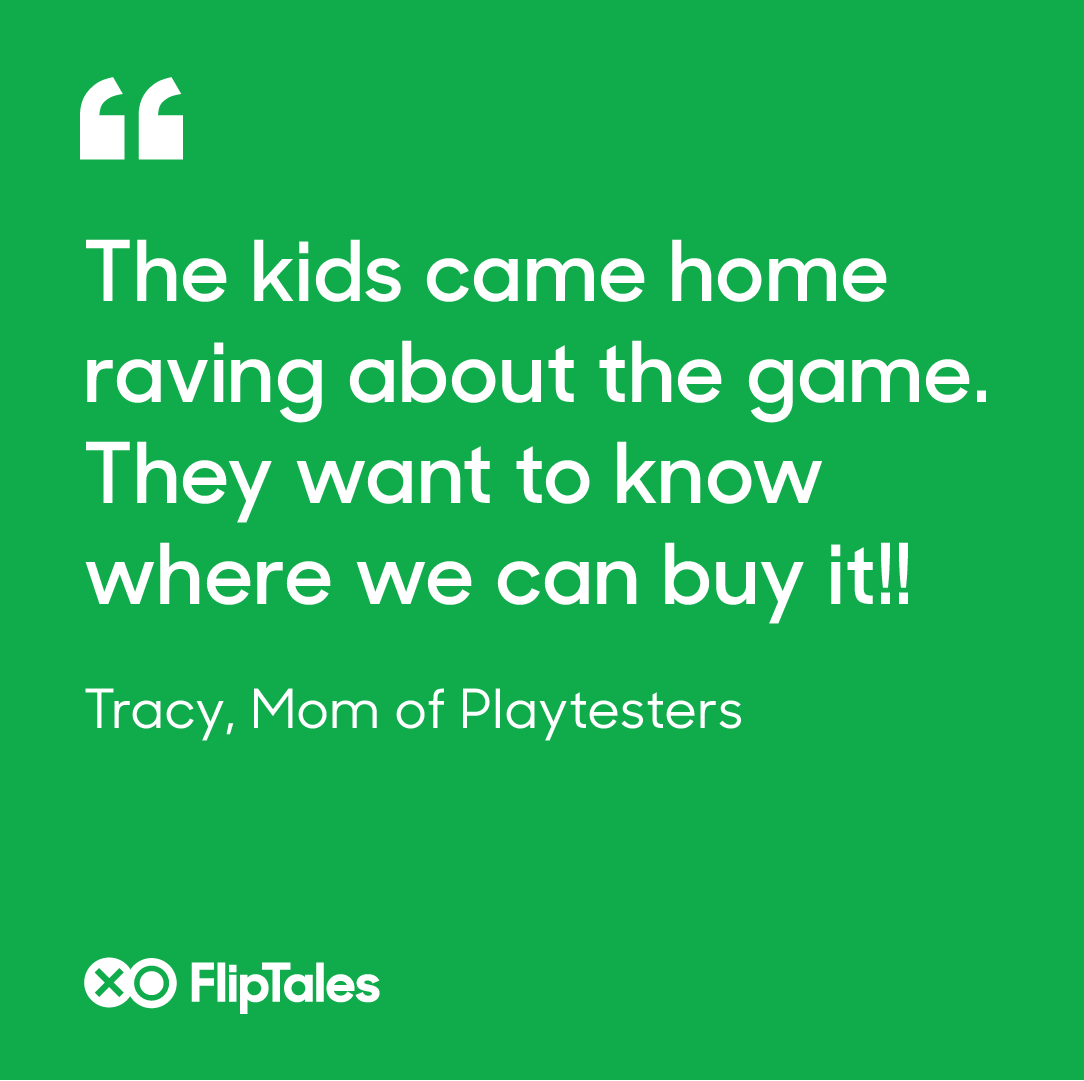 “
The kids came home
raving about the game.
They want to know
where we can buy it!!
Tracy, Mom of Playtesters
XO FlipTales